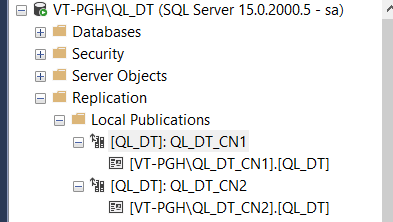 VT-PGH\QL_DT (SQL Server 15.0.2000.5 - sa)
Databases
Security
Server Objects
Replication
Local Publications
[QL_DT]: QL_DT_CN1
[VT-PGH\QL_DT_CN1].[QL_DT]
[QL_DT]: QL_DT_CN2
[VT-PGH\QL_DT_CN2].[QL_DT]